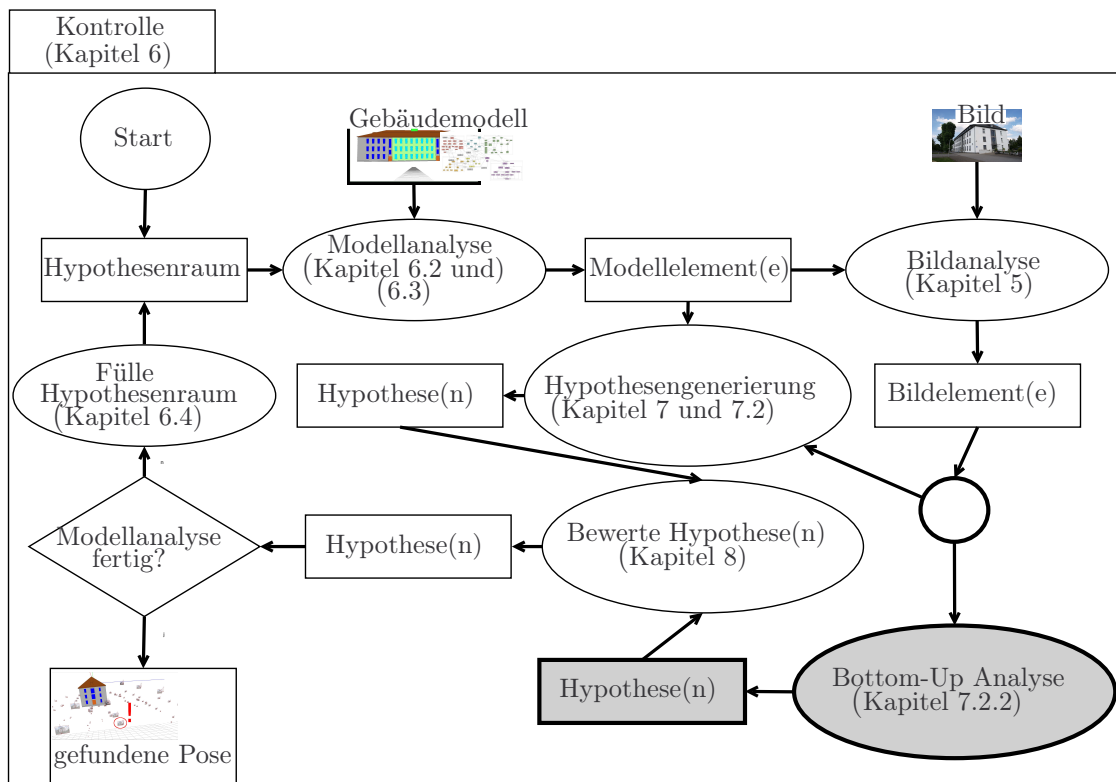 Kontrolle
(Kapitel 6)
Start
Gebäudemodell
Bild
Hypothesenraum
Modellanalyse
(Kapitel 6.2 und)
(6.3)
Modellelement(e)
Bildanalyse
(Kapitel 5)
Fülle
Hypothesenraum
(Kapitel 6.4)
Hypothese(n)
Hypothesengenerierung
(Kapitel 7 und 7.2)
Bildelement(e)
n
Modellanalyse
fertig?
Hypothese(n)
Bewerte Hypothese(n)
(Kapitel 8)
j
Hypothese(n)
Bottom-Up Analyse
(Kapitel 7.2.2)
!
gefundene Pose